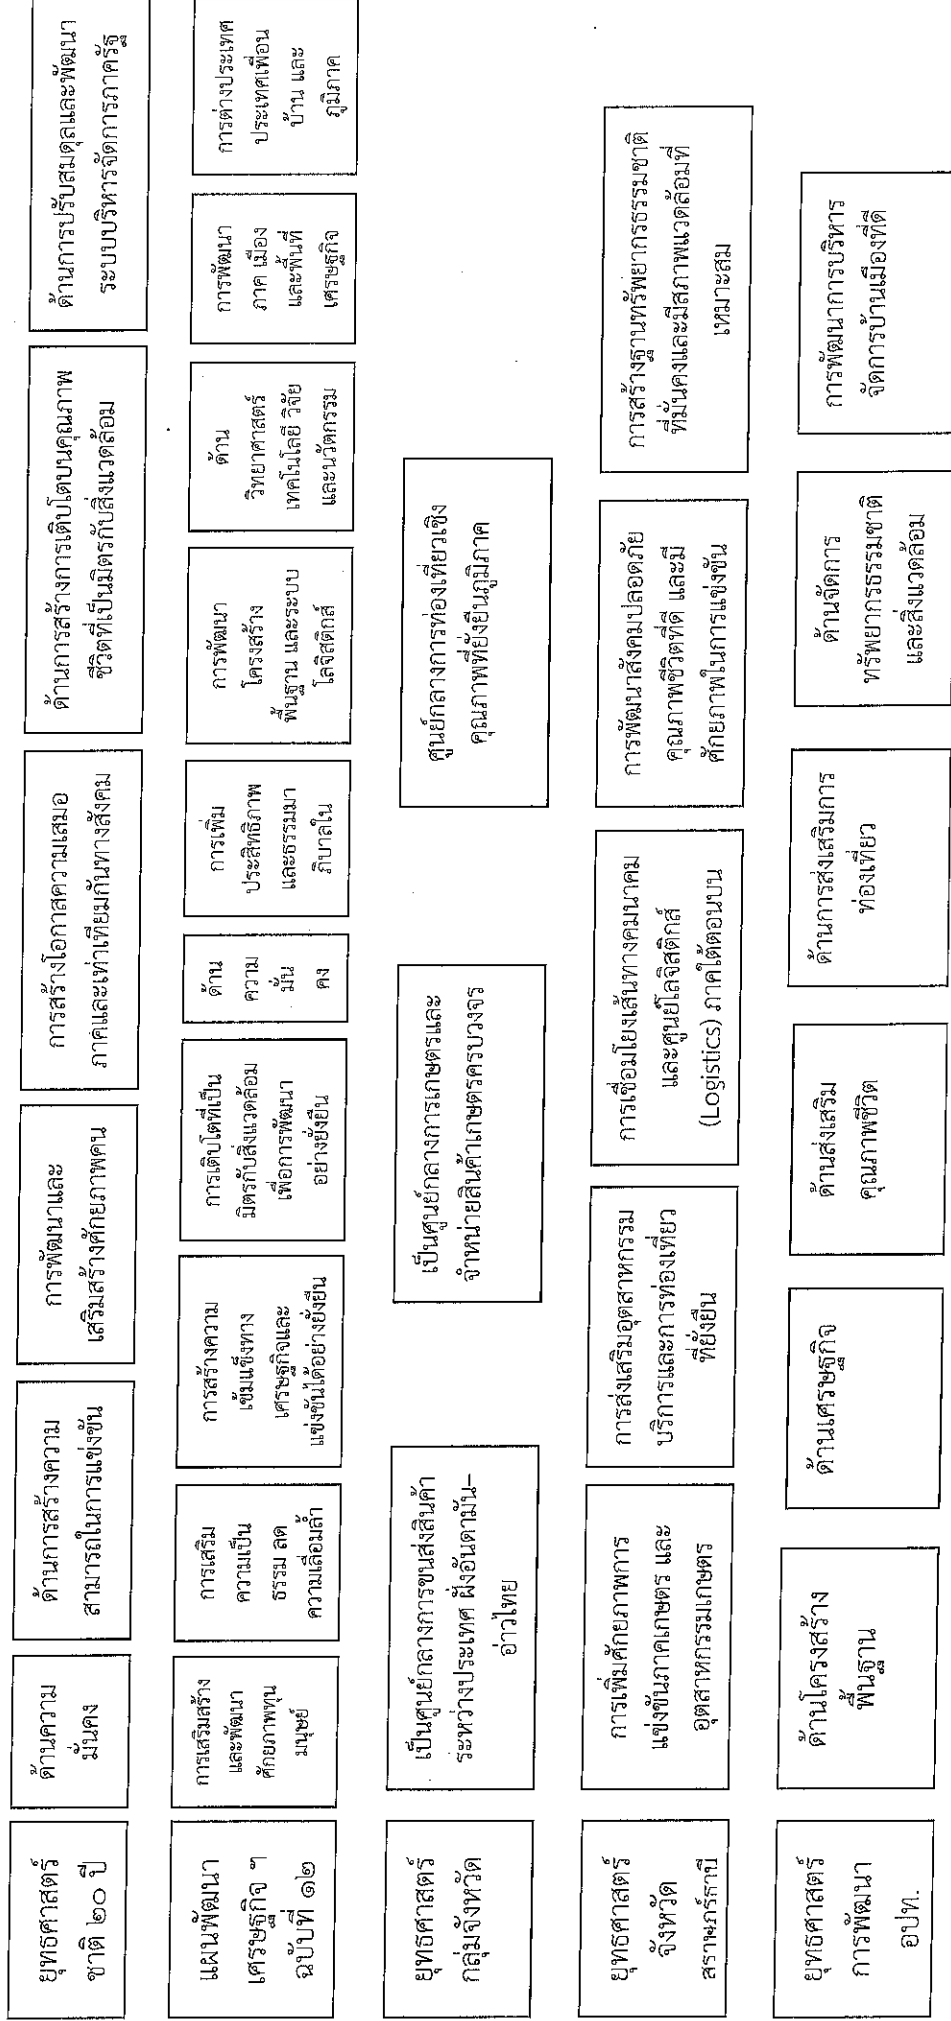 ยุทธศาสตร์
ชาติ ๒๐ ปี
ด้านความ
มั่นคง
ด้านการสร้างความ
สามารถในการแข่งขัน
การพัฒนาและ
เสริมสร้างศักยภาพคน
การสร้างโอกาสความเสมอ
ภาคและเท่าเทียมกันทางสังคม
ด้านการสร้างการเติบโตบนคุณภาพ
ชีวิตที่เป็นมิตรกับสิ่งแวดล้อม
ด้านการปรับสมดุลและพัฒนา
ระบบบริหารจัดการภาครัฐ
แผนพัฒนา
เศรษฐกิจ ฯ
ฉบับที่ ๑๒
การเสริมสร้าง
และพัฒนา
ศักยภาพทุน
มนุษย์
การเสริม
ความเป็น
ธรรม ลด
ความเลื่อมล้ำ
การสร้างความ
เข้มแข็งทาง
เศรษฐกิจและ
แข่งขันได้อย่างยั่งยืน
การเติบโตที่เป็น
มิตรกับสิ่งแวดล้อม
เพื่อการพัฒนา
อย่างยั่งยืน
ด้าน
ความ
มั่น
คง
การเพิ่ม
ประสิทธิภาพ
และธรรมมา
ภิบาลใน
การพัฒนา
โครงสร้าง
พื้นฐาน และระบบ
โลจิสติกส์
ด้าน
วิทยาศาสตร์
เทคโนโลยี วิจัย
และนวัตกรรม
การพัฒนา
ภาค เมือง
และพื้นที่
เศรษฐกิจ
การต่างประเทศ
ประเทศเพื่อน
บ้าน และ
ภูมิภาค
ยุทธศาสตร์
กลุ่มจังหวัด
เป็นศูนย์กลางการขนส่งสินค้า
ระหว่างประเทศ ฝั่งอันดามัน–
อ่าวไทย
เป็นศูนย์กลางการเกษตรและ
จำหน่ายสินค้าเกษตรครบวงจร
ศูนย์กลางการท่องเที่ยวเชิง
คุณภาพที่ยั่งยืนภูมิภาค
ยุทธศาสตร์
จังหวัด
สุราษฎร์ธานี
การเพิ่มศักยภาพการ
แข่งขันภาคเกษตร และ
อุตสาหกรรมเกษตร
การส่งเสริมอุตสาหกรรม
บริการและการท่องเที่ยว
ที่ยั่งยืน
การเชื่อมโยงเส้นทางคมนาคม
และศูนย์โลจิสติกส์
(Logistics) ภาคใต้ตอนบน
การพัฒนาสังคมปลอดภัย
คุณภาพชีวิตที่ดี และมี
ศักยภาพในการแข่งขัน
การสร้างฐานทรัพยากรธรรมชาติ
ที่มั่นคงและมีสภาพแวดล้อมที่
เหมาะสม
ยุทธศาสตร์
การพัฒนา
อปท.
ด้านโครงสร้าง
พื้นฐาน
ด้านเศรษฐกิจ
ด้านส่งเสริม
คุณภาพชีวิต
ด้านการส่งเสริมการ
ท่องเที่ยว
ด้านจัดการ
ทรัพยากรธรรมชาติ
และสิ่งแวดล้อม
การพัฒนาการบริหาร
จัดการบ้านเมืองที่ดี